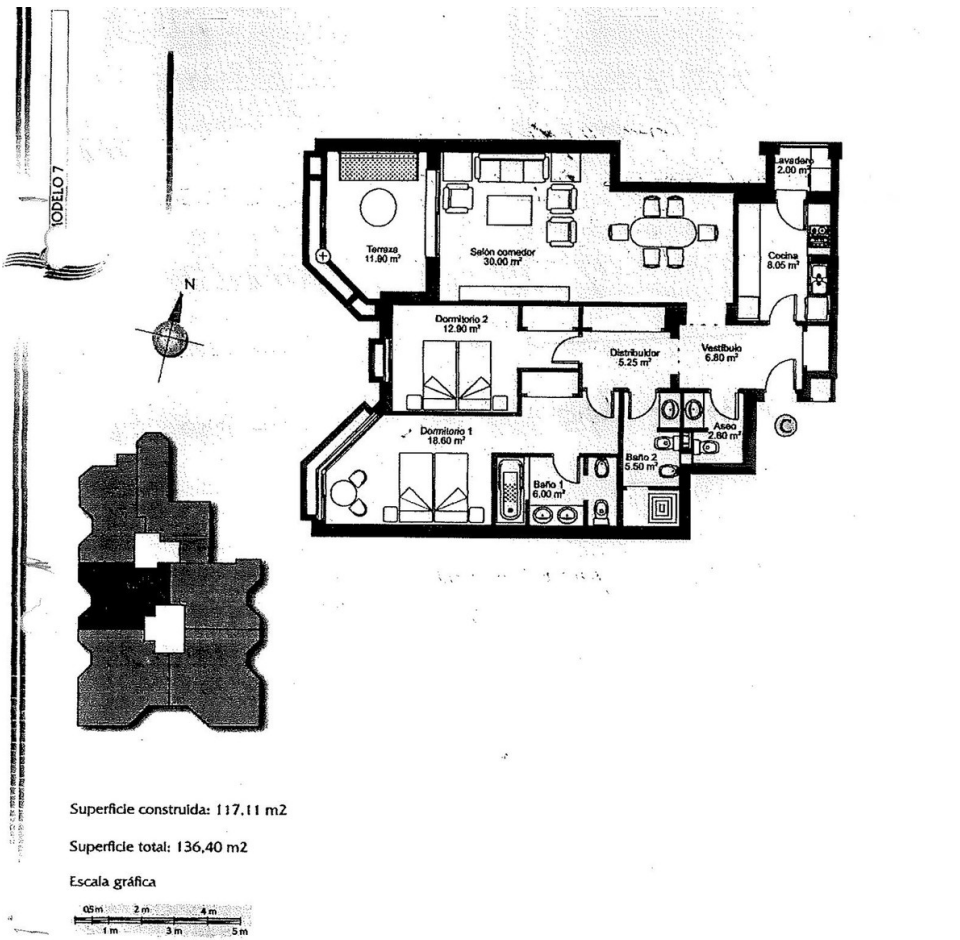 MODELO 7
N
Lavadero
2.00 m²
Terraza
11.90 m²
Salón comedor
30.00 m²
Cocina
8.05 m²
Dormitorio 2
12.90 m²
Distribuidor
5.25 m²
Vestíbulo
6.80 m²
Dormitorio 1
18.60 m²
Aseo
2.80 m²
Baño 2
5.50 m²
Baño 1
6.00 m²
Superficie construida: 117,11 m2
Superficie total: 136,40 m2
Escala gráfica
0.5 m 2 m 4 m
1 m 3 m 5 m